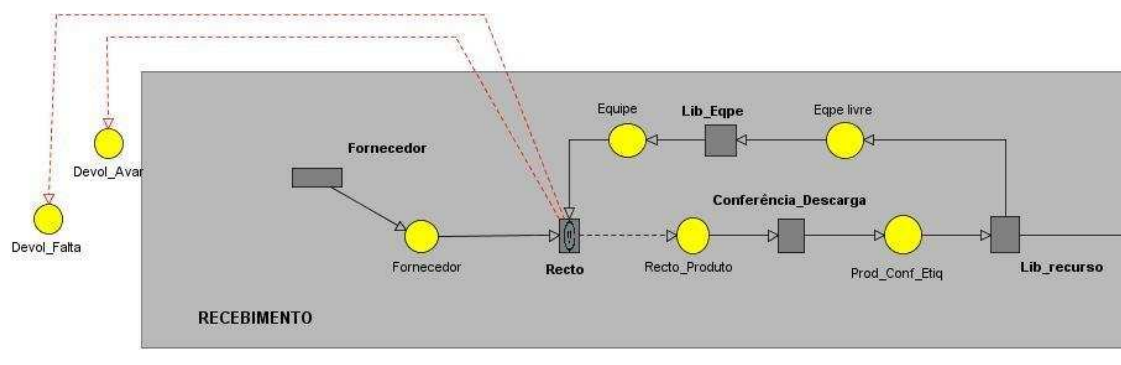 Equipe
Lib_Eqpe
Eqpe livre
Fornecedor
Devol_Avar
Conferência_Descarga
Devol_Falta
Fornecedor
Recto
Recto_Produto
Prod_Conf_Etiq
Lib_recurso
RECEBIMENTO